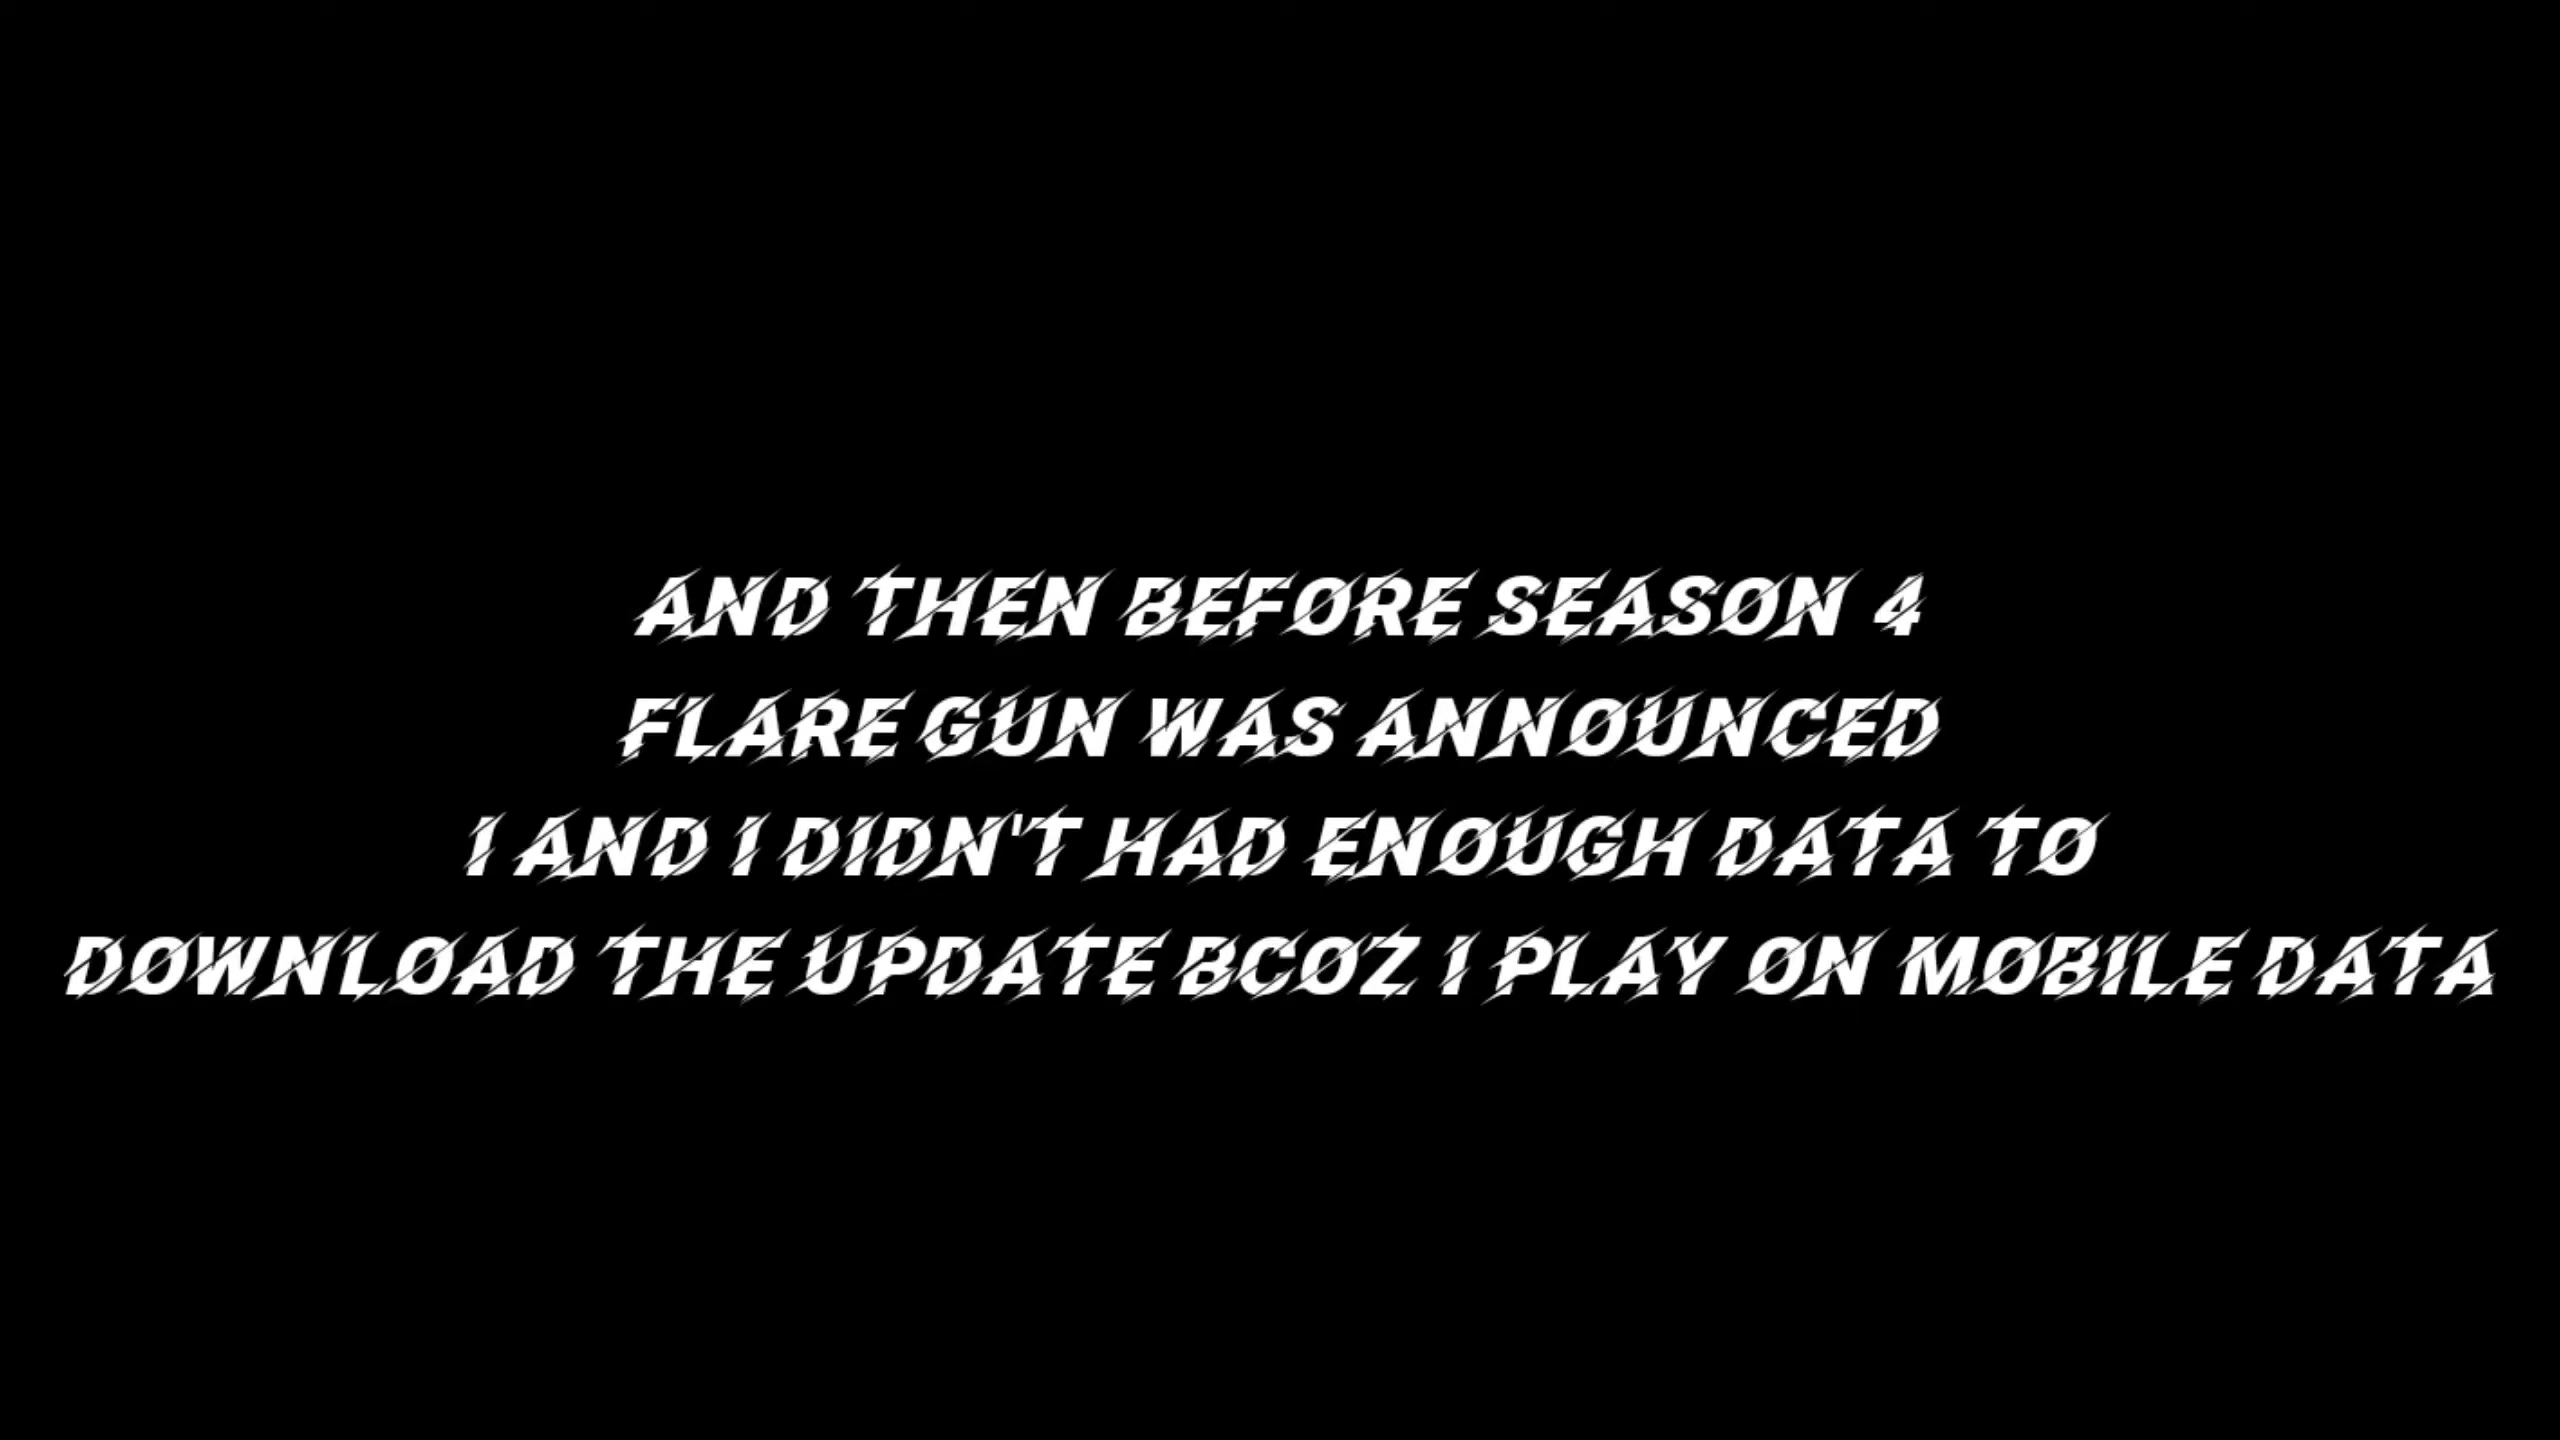 AND THEN BEFORE SEASON 4
FLARE GUN WAS ANNOUNCED
I AND I DIDN'T HAD ENOUGH DATA TO
DOWNLOAD THE UPDATE BCOZ I PLAY ON MOBILE DATA